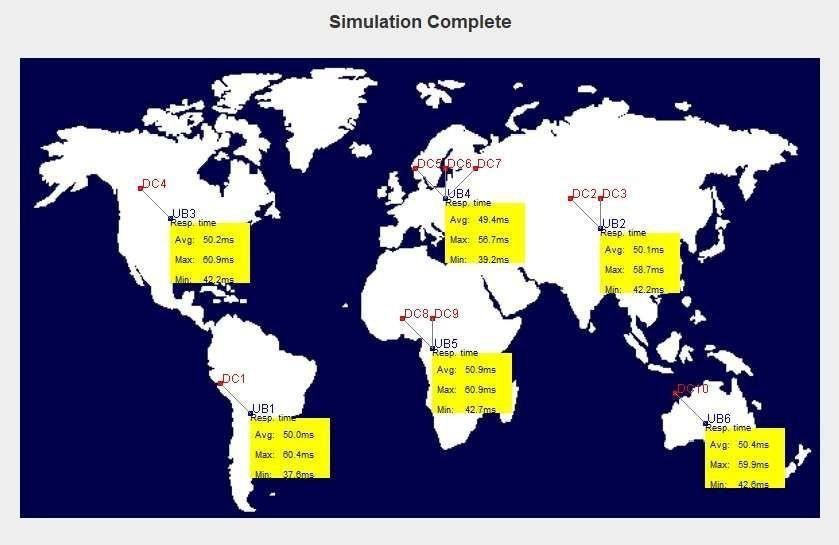 Simulation Complete
DC5 DC6 DC7
DC4
DC2 DC3
UB4
UB3
UB2
Resp. time
Avg: 49.4ms
Max: 56.7ms
Min: 39.2ms
Resp. time
Avg: 50.2ms
Max: 60.9ms
Min: 42.2ms
Resp. time
Avg: 50.1ms
Max: 58.7ms
Min: 42.2ms
DC8 DC9
UB5
Resp. time
Avg: 50.9ms
Max: 60.9ms
Min: 42.7ms
DC1
UB1
Resp. time
Avg: 50.0ms
Max: 60.4ms
Min: 37.6ms
DC10
UB6
Resp. time
Avg: 50.4ms
Max: 59.9ms
Min: 42.6ms